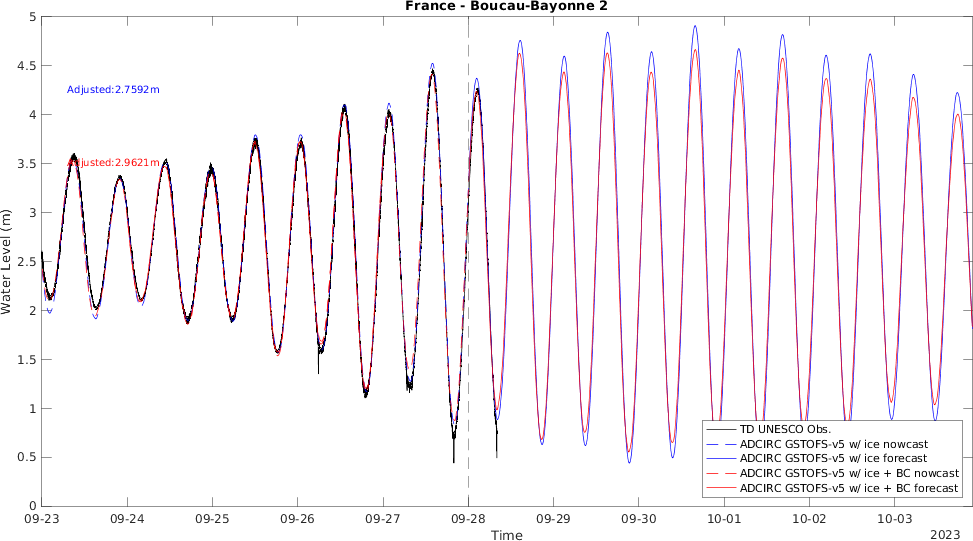 France - Boucau-Bayonne 2
5
4.5
4
3.5
3
2.5
2
1.5
1
0.5
0
Water Level (m)
Adjusted:2.7592m
Adjusted:2.9621m
TD UNESCO Obs.
ADCIRC GSTOFS-v5 w/ ice nowcast
ADCIRC GSTOFS-v5 w/ ice forecast
ADCIRC GSTOFS-v5 w/ ice + BC nowcast
ADCIRC GSTOFS-v5 w/ ice + BC forecast
09-23 09-24 09-25 09-26 09-27 09-28 09-29 09-30 10-01 10-02 10-03
Time
2023